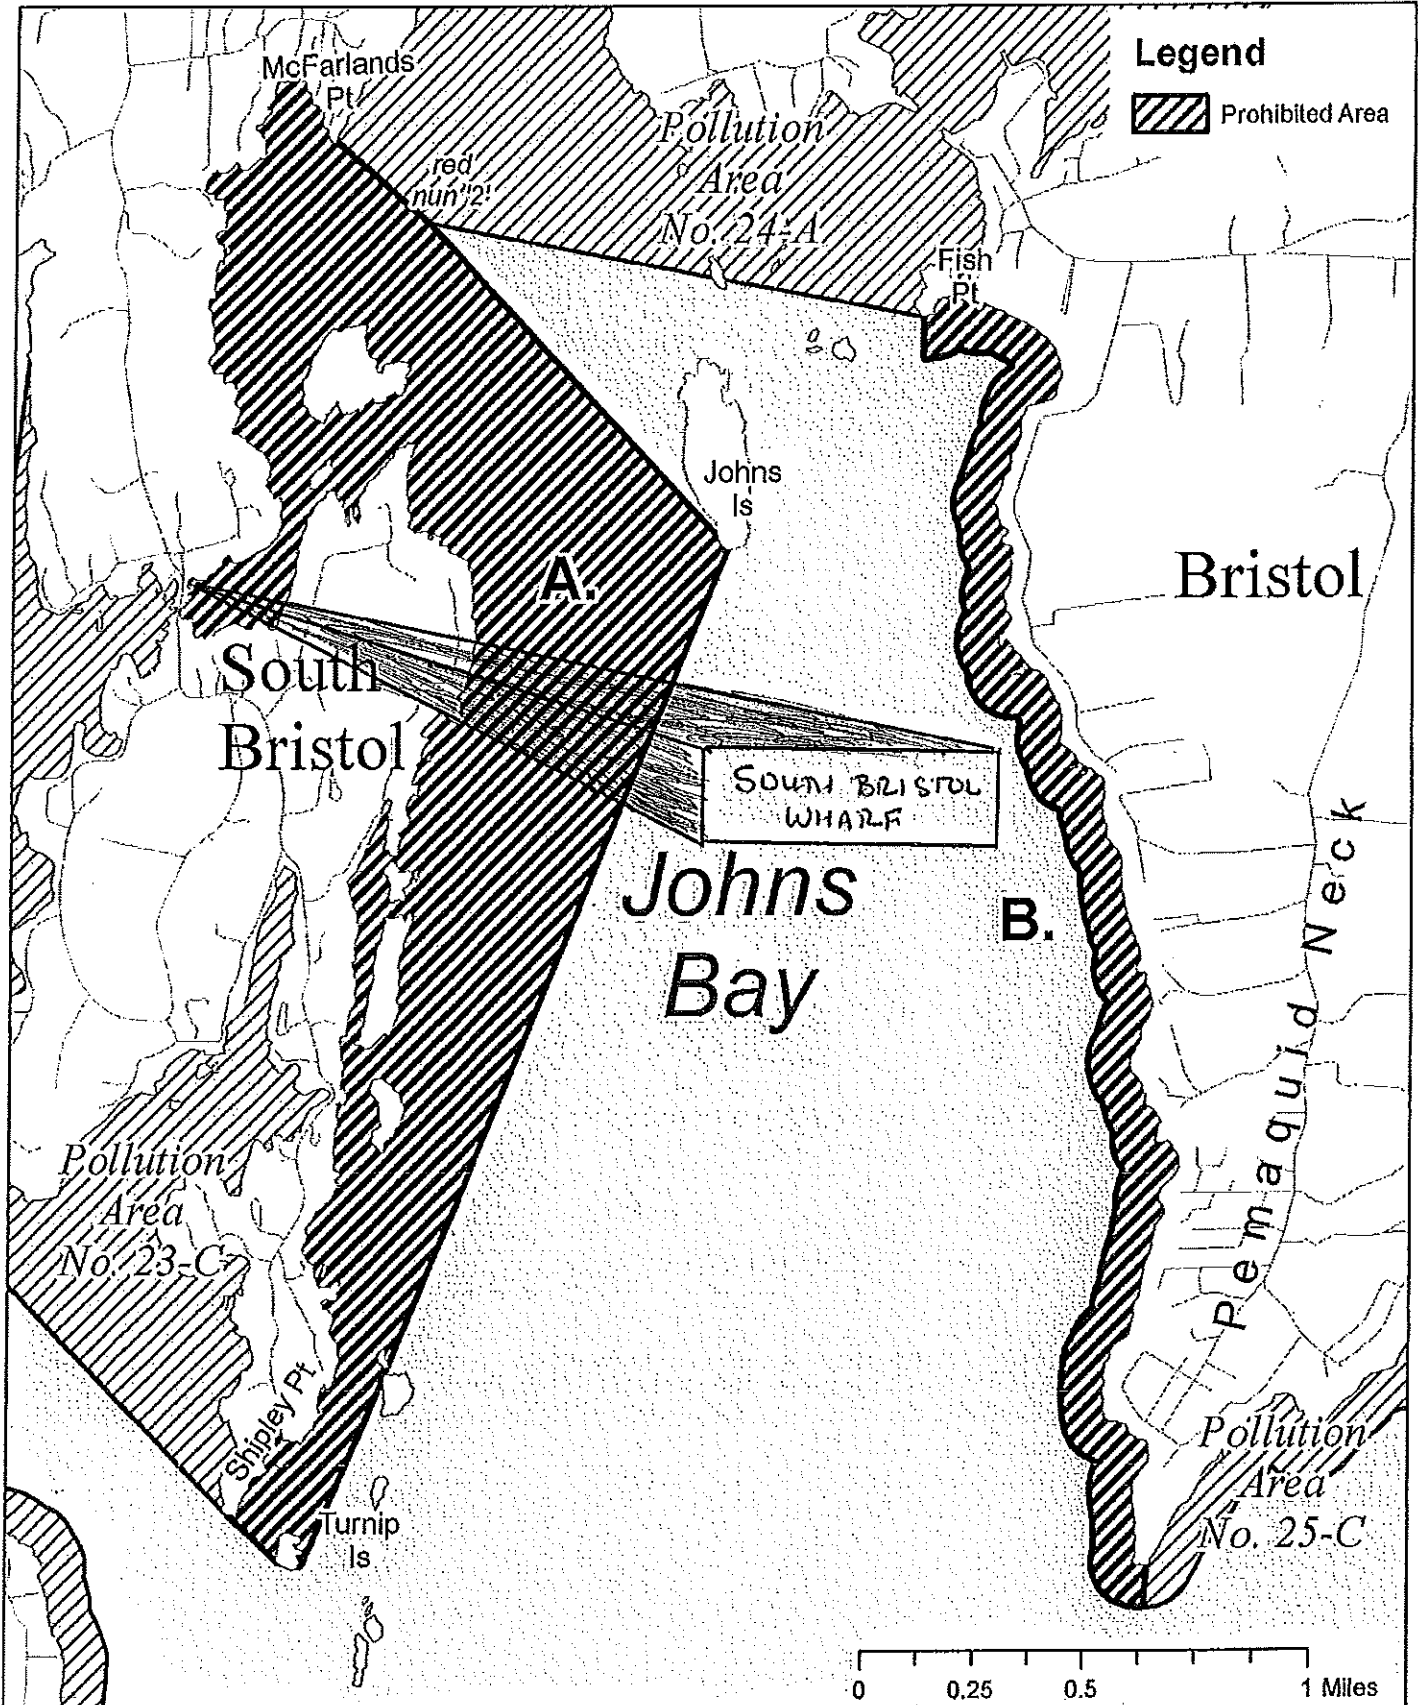 Legend
Prohibited Area
McFarlands
Pt
red
nun '2'
Pollution
Area
No. 24-A
Fish
Pt
Johns
Is
A.
Bristol
South
Bristol
SOUTH BRISTOL
WHARF
Johns
Bay
B.
Pemaquid Neck
Pollution
Area
No. 23-C
Shipley Pt
Turnip
Is
Pollution
Area
No. 25-C
0 0.25 0.5 1 Miles